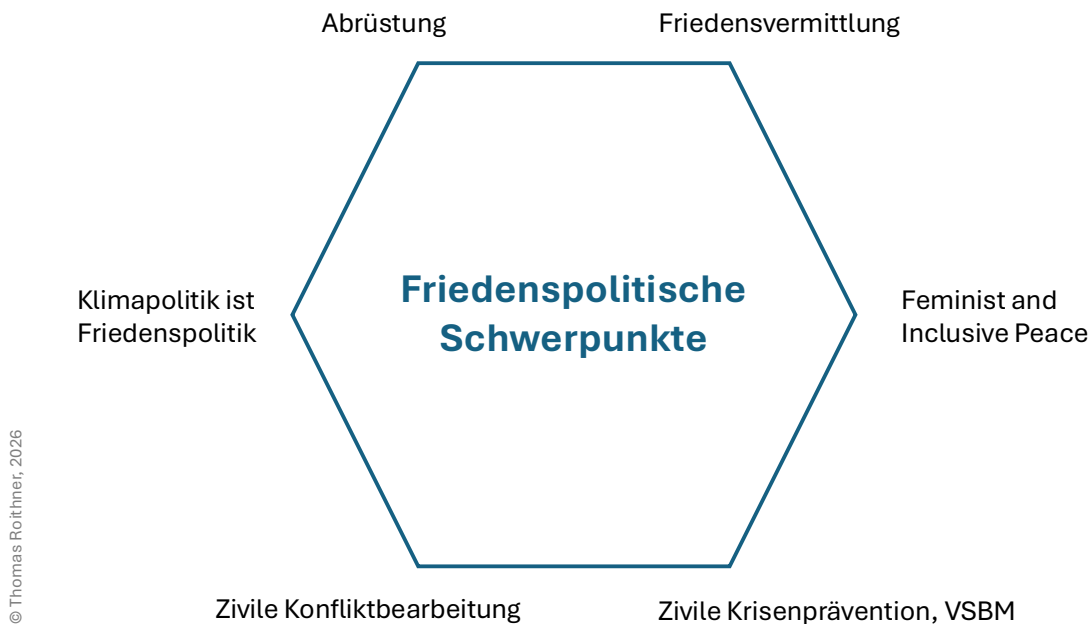 Abrüstung
Friedensvermittlung
Klimapolitik ist
Friedenspolitik
Friedenspolitische
Schwerpunkte
Feminist and
Inclusive Peace
Zivile Konfliktbearbeitung
Zivile Krisenprävention, VSBM
© Thomas Roithner, 2026